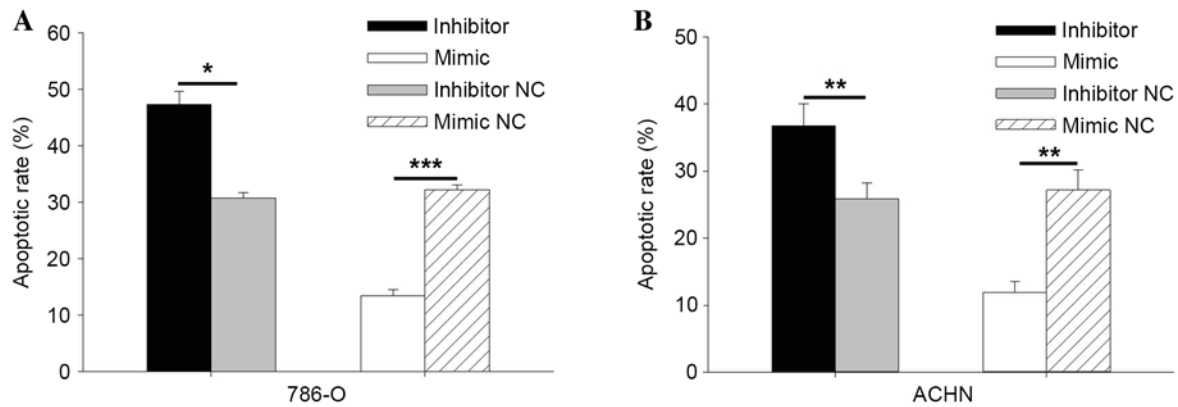 A
Apoptotic rate (%)
60
50
40
30
20
10
0
*
***
Inhibitor
Mimic
Inhibitor NC
Mimic NC
786-O
B
Apoptotic rate (%)
50
40
30
20
10
0
**
**
Inhibitor
Mimic
Inhibitor NC
Mimic NC
ACHN